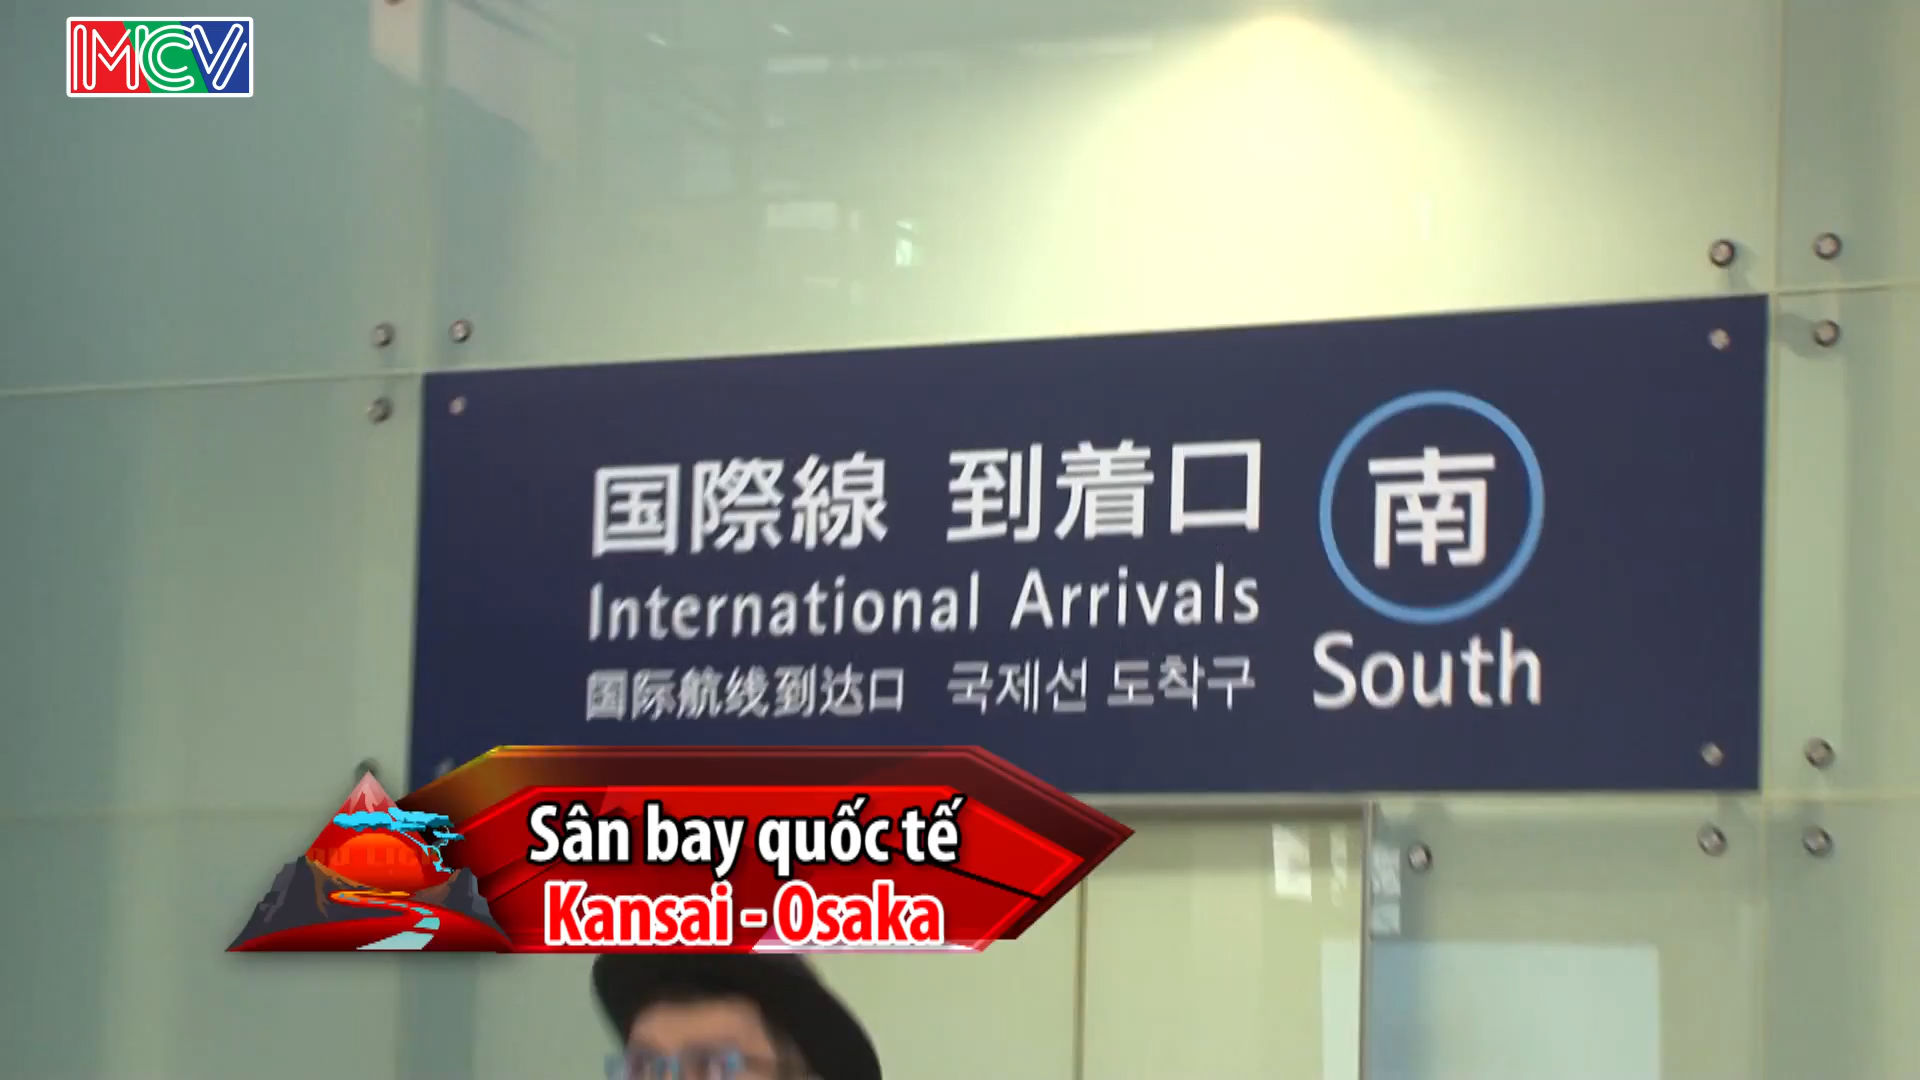 MCV
国際線 到着口
International Arrivals
国际航线到达口 국제선 도착구
南
South
Sân bay quốc tế
Kansai - Osaka